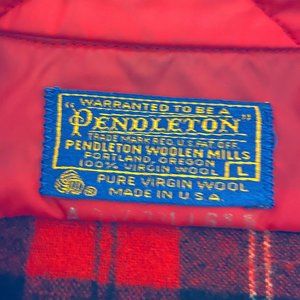 WARRANTED TO BE A
"PENDLETON"
TRADE MARK REG. U.S. PAT. OFF.
PENDLETON WOOLEN MILLS
PORTLAND, OREGON
100% VIRGIN WOOL
L
PURE VIRGIN WOOL
MADE IN U.S.A.